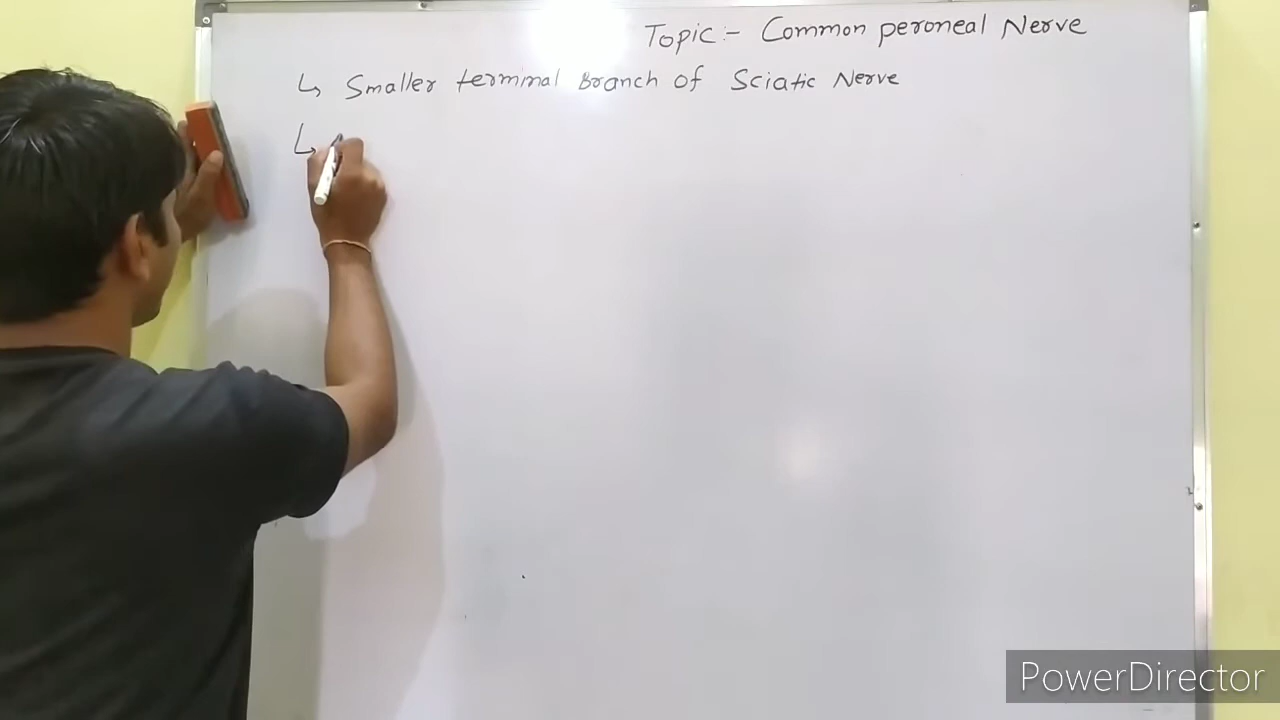 Topic:- Common peroneal Nerve
↳ Smaller terminal Branch of Sciatic Nerve
↳
PowerDirector